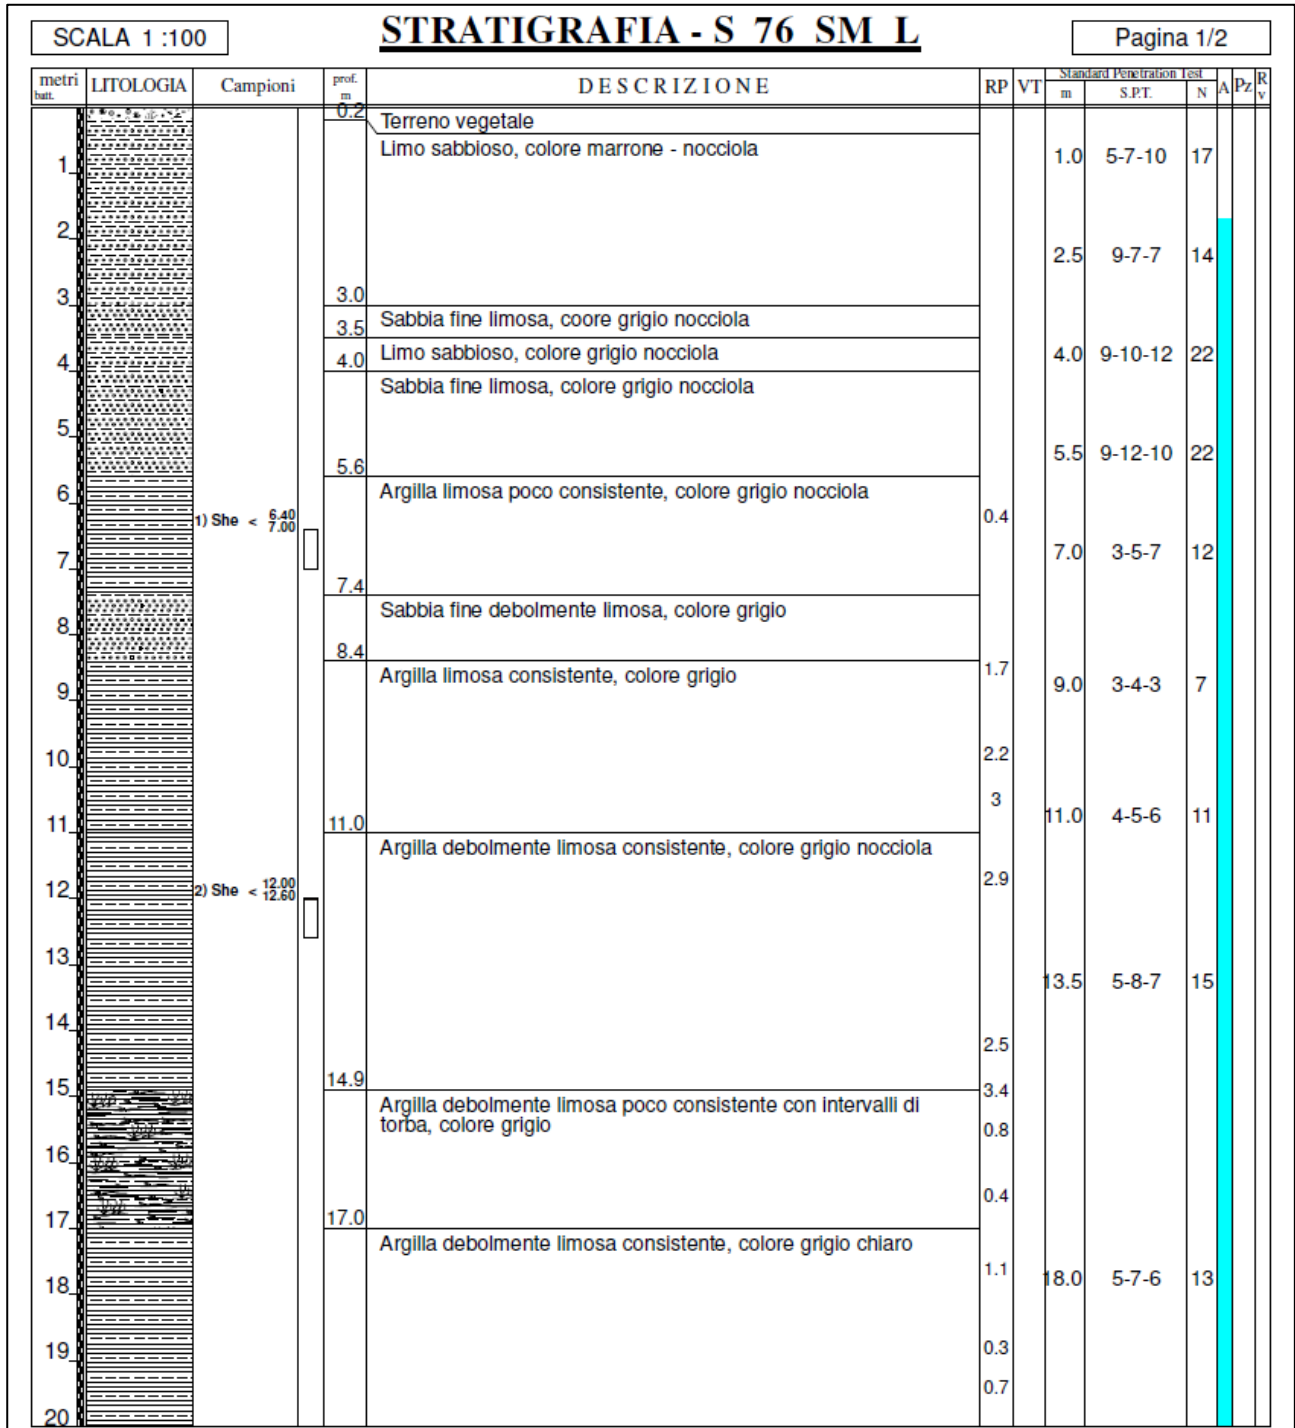 SCALA 1 :100
STRATIGRAFIA - S 76 SM L
Pagina 1/2
metri batt. LITOLOGIA Campioni prof. m DESCRIZIONE RP VT Standard Penetration Test m S.P.T. N A Pz R v
0.2 Terreno vegetale
Limo sabbioso, colore marrone - nocciola
1 1.0 5-7-10 17
2 2.5 9-7-7 14
3 3.0
Sabbia fine limosa, coore grigio nocciola
3.5
Limo sabbioso, colore grigio nocciola 4.0 9-10-12 22
4 4.0
Sabbia fine limosa, colore grigio nocciola
5 5.5 9-12-10 22
5.6
6 Argilla limosa poco consistente, colore grigio nocciola
1) She < 6.40 7.00 0.4
7 7.0 3-5-7 12
7.4
Sabbia fine debolmente limosa, colore grigio
8
8.4
Argilla limosa consistente, colore grigio 1.7
9 9.0 3-4-3 7
10 2.2
3
11 11.0 11.0 4-5-6 11
Argilla debolmente limosa consistente, colore grigio nocciola
2.9
12 2) She < 12.00 12.60
13 13.5 5-8-7 15
14
2.5
14.9
15 3.4
Argilla debolmente limosa poco consistente con intervalli di
torba, colore grigio 0.8
16
0.4
17 17.0
Argilla debolmente limosa consistente, colore grigio chiaro
1.1
18 18.0 5-7-6 13
19 0.3
0.7
20